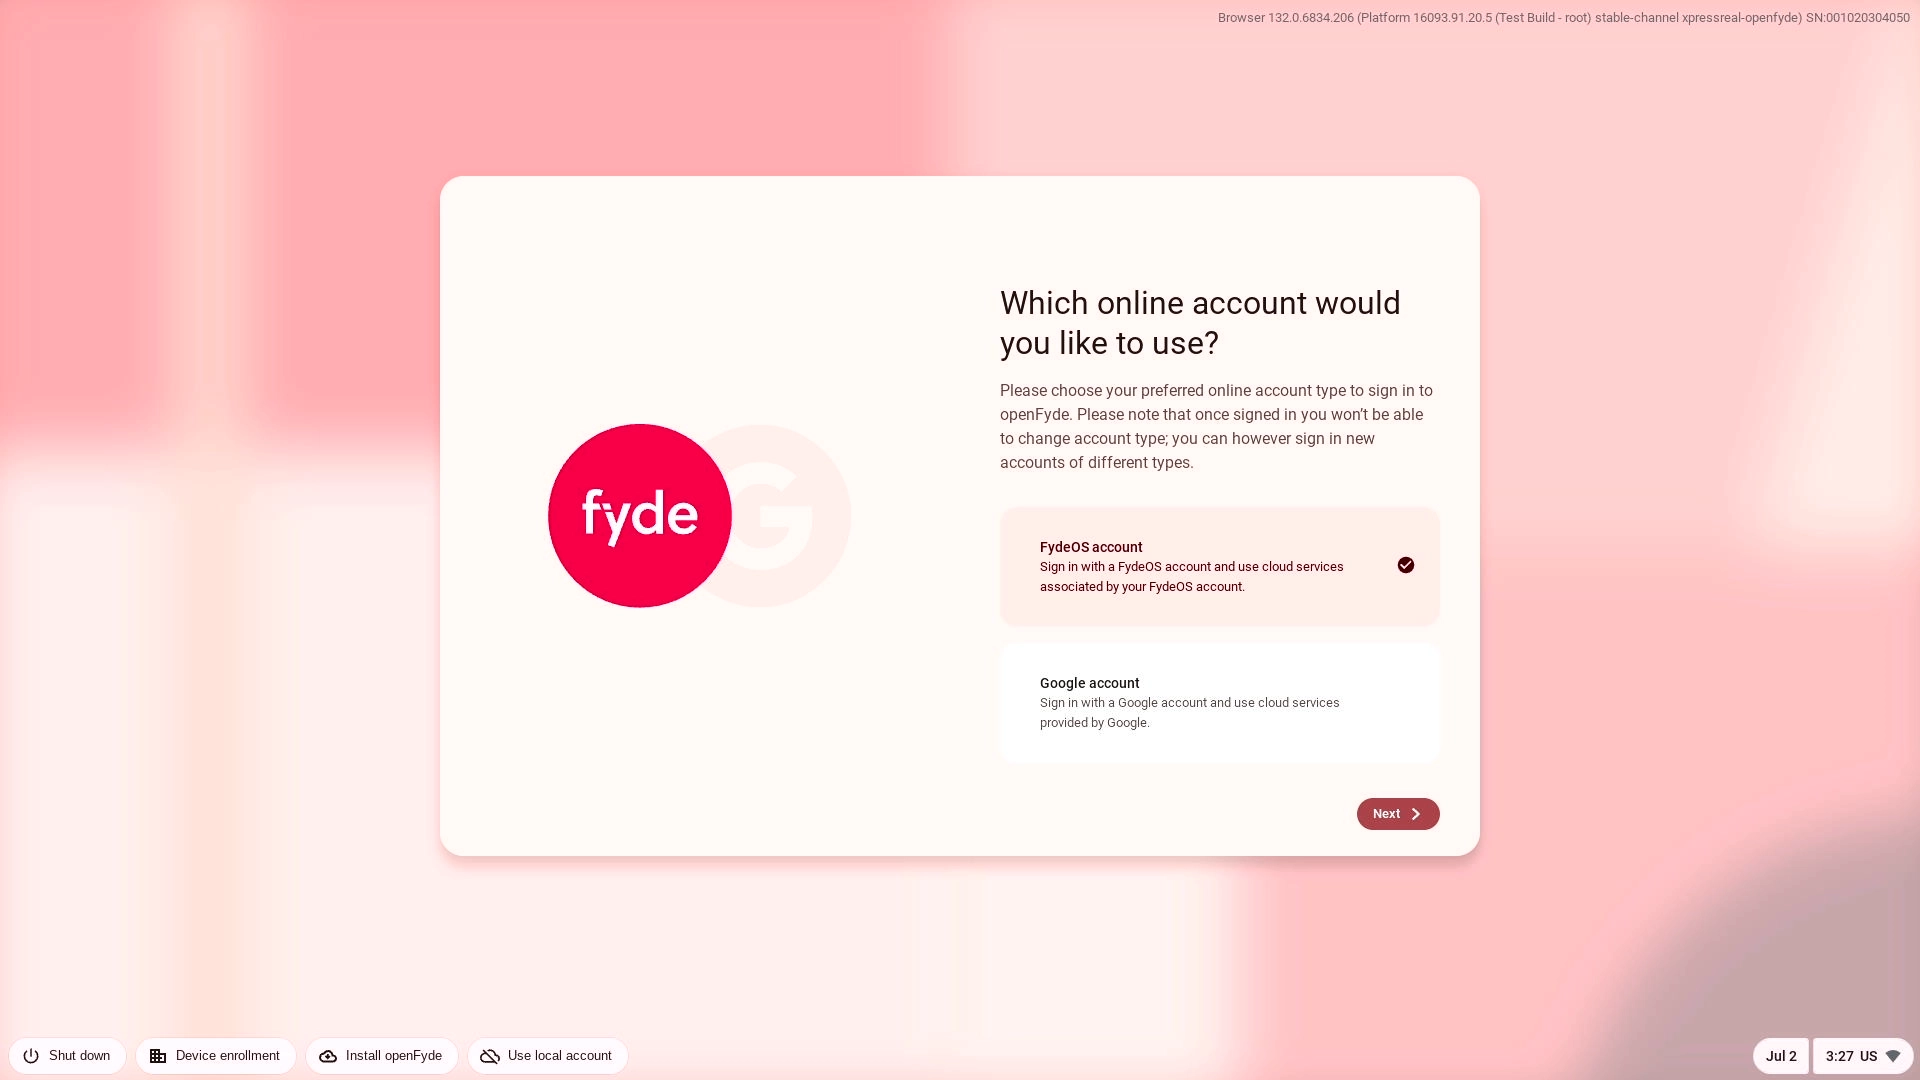 Browser 132.0.6834.206 (Platform 16093.91.20.5 (Test Build - root) stable-channel xpressreal-openfyde) SN:001020304050
fyde
G
Which online account would
you like to use?
Please choose your preferred online account type to sign in to
openFyde. Please note that once signed in you won’t be able
to change account type; you can however sign in new
accounts of different types.
FydeOS account
Sign in with a FydeOS account and use cloud services
associated by your FydeOS account.
Google account
Sign in with a Google account and use cloud services
provided by Google.
Next
Shut down
Device enrollment
Install openFyde
Use local account
Jul 2
3:27 US